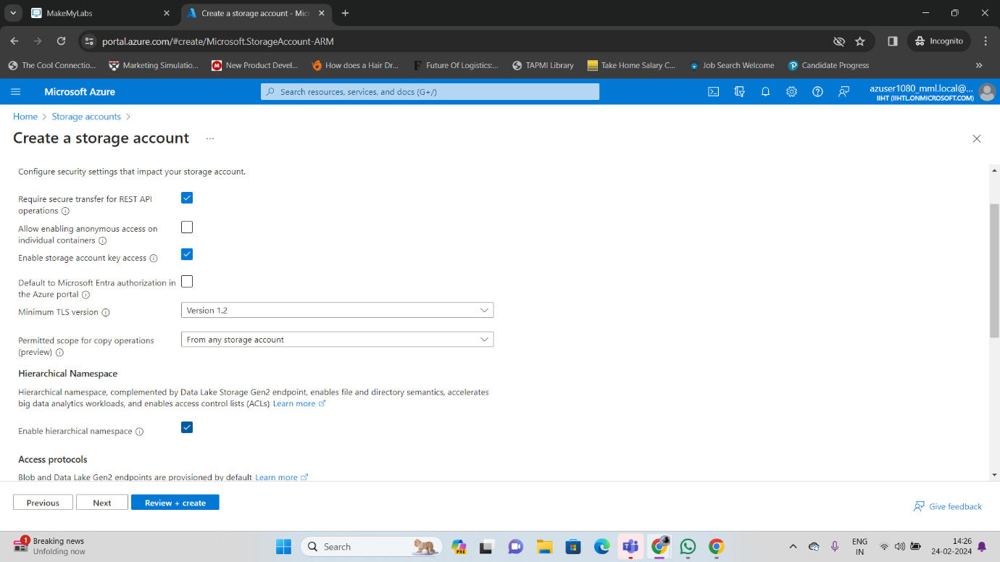 MakeMyLabs
Create a storage account - Micr
portal.azure.com/#create/Microsoft.StorageAccount-ARM
Incognito
The Cool Connectio...
Marketing Simulatio...
New Product Devel...
How does a Hair Dr...
Future Of Logistics:...
TAPMI Library
Take Home Salary C...
Job Search Welcome
Candidate Progress
Microsoft Azure
Search resources, services, and docs (G+/)
azuser1080_mml.local@...
IIHT (IIHTLONMICROSOFT.COM)
Home > Storage accounts >
Create a storage account ...
Configure security settings that impact your storage account.
Require secure transfer for REST API
operations
Allow enabling anonymous access on
individual containers
Enable storage account key access
Default to Microsoft Entra authorization in
the Azure portal
Minimum TLS version
Version 1.2
Permitted scope for copy operations
(preview)
From any storage account
Hierarchical Namespace
Hierarchical namespace, complemented by Data Lake Storage Gen2 endpoint, enables file and directory semantics, accelerates
big data analytics workloads, and enables access control lists (ACLs) Learn more
Enable hierarchical namespace
Access protocols
Blob and Data Lake Gen2 endpoints are provisioned by default Learn more
Previous
Next
Review + create
Give feedback
1
Breaking news
Unfolding now
Search
PRE
ENG
IN
14:26
24-02-2024